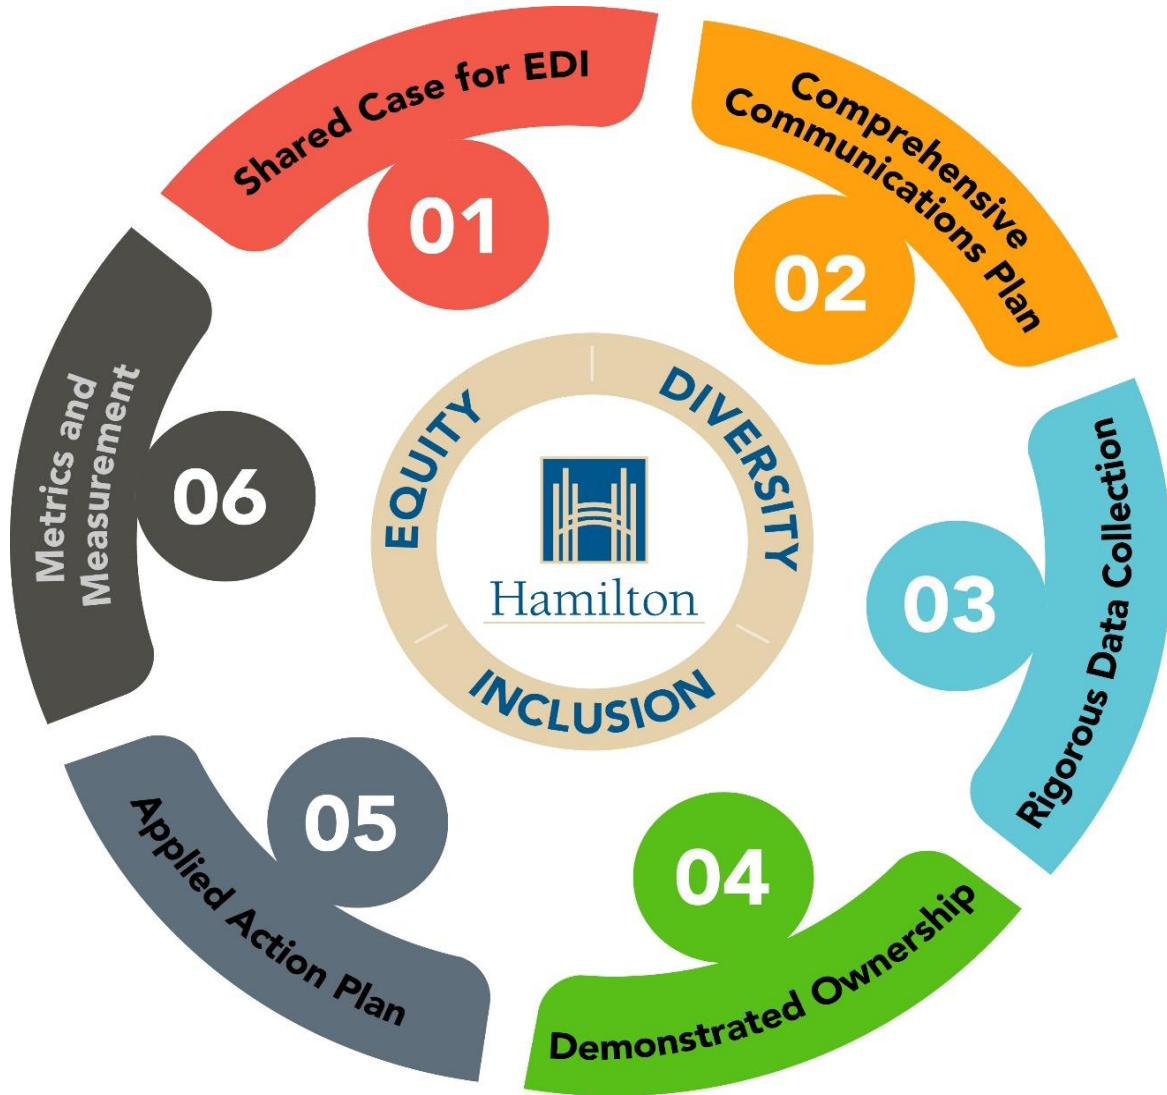 Shared Case for EDI
01
Comprehensive
Communications Plan
02
Rigorous Data Collection
03
Demonstrated Ownership
04
Applied Action Plan
05
Metrics and
Measurement
06
EQUITY
DIVERSITY
INCLUSION
Hamilton